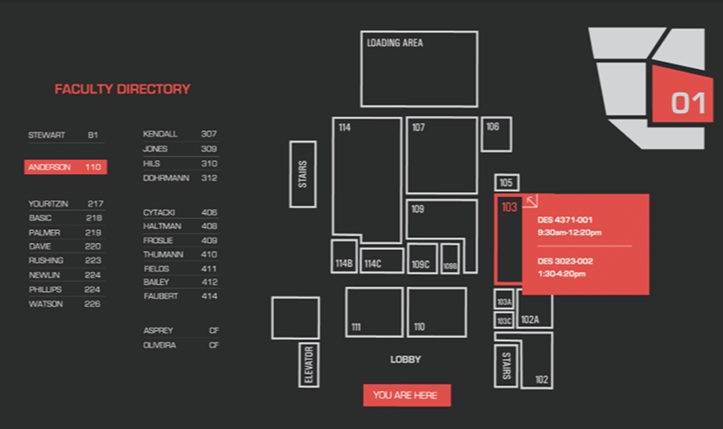 FACULTY DIRECTORY
STEWART 81
ANDERSON 110
YOURITZIN 217
BASIC 218
PALMER 219
DAVIE 220
RUSHING 223
NEWLIN 224
PHILLIPS 224
WATSON 226
KENDALL 307
JONES 309
HILS 310
DOHRMANN 312
CYTACKI 406
HALTMAN 408
FROSLIE 409
THUMANN 410
FIELDS 411
BAILEY 412
FAUBERT 414
ASPREY CF
OLIVEIRA CF
LOADING AREA
114
107
106
STAIRS
105
109
103
DES 4371-001
9:30am-12:20pm
DES 3023-002
1:30-4:20pm
114B
114C
109C
109B
103A
103C
102A
111
110
ELEVATOR
LOBBY
STAIRS
102
YOU ARE HERE
01